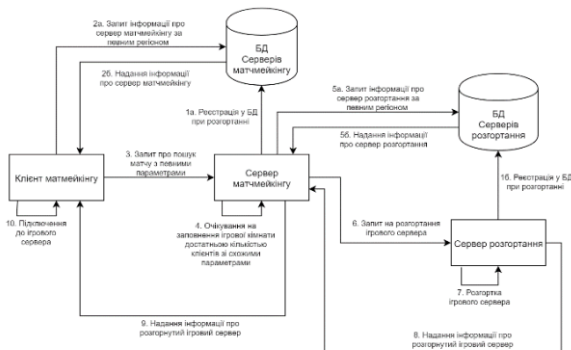 2а. Запит інформації про
сервер матчмейкінгу за
певним регіоном
БД
Серверів
матчмейкінгу
2б. Надання інформації
про сервер матчмейкінгу
1а. Реєстрація у БД
при розгортанні
5а. Запит інформації про
сервер розгортання за
певним регіоном
БД
Серверів
розгортання
5б. Надання інформації
про сервер розгортання
3. Запит про пошук
матчу з певними
параметрами
Клієнт матмейкінгу
Сервер
матчмейкінгу
1б. Реєстрація у БД
при розгортанні
10. Підключення
до ігрового
сервера
4. Очікування на
заповнення ігрової кімнати
достатньою кількістю
клієнтів зі схожими
параметрами
6. Запит на розгортання
ігрового сервера
Сервер розгортання
7. Розгортка
ігрового сервера
9. Надання інформації про
розгорнутий ігровий сервер
8. Надання інформації про
розгорнутий ігровий сервер